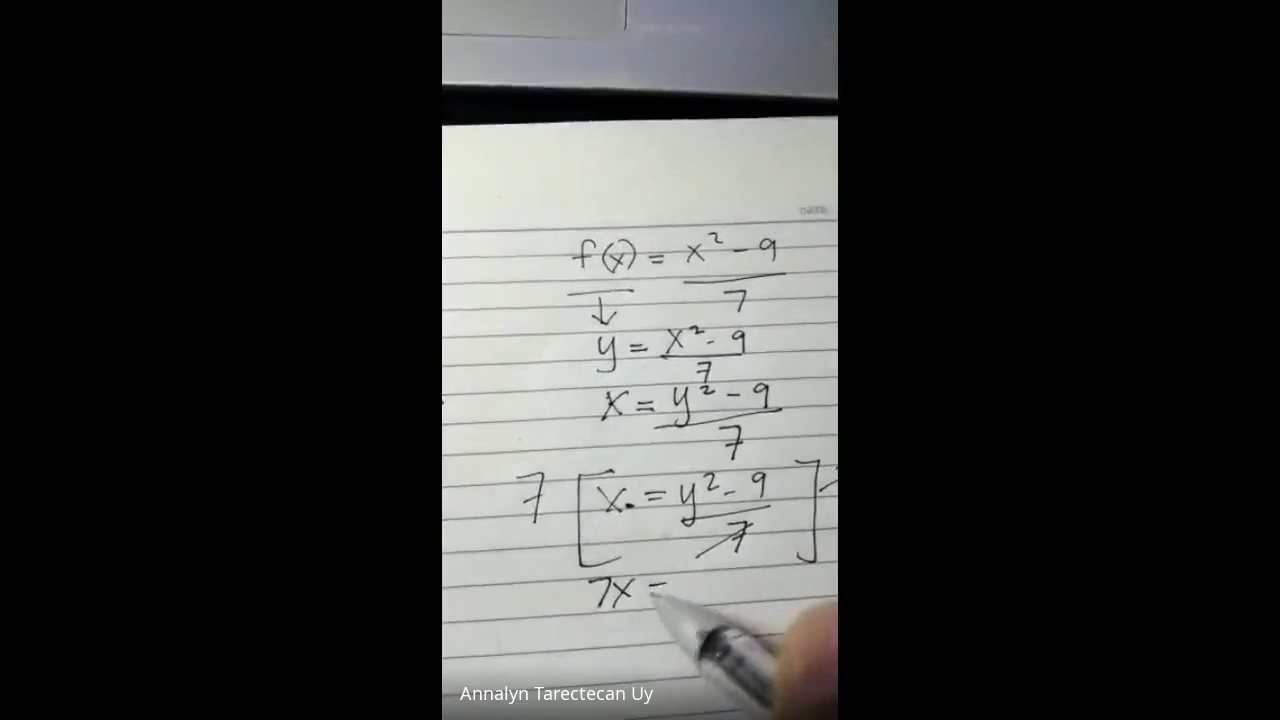 DATE
f(x) = x² - 9
7
↓
y = x² - 9
7
x = y² - 9
7
7 [ x. = y² - 9 ]
7
7x =
Annalyn Tarectecan Uy